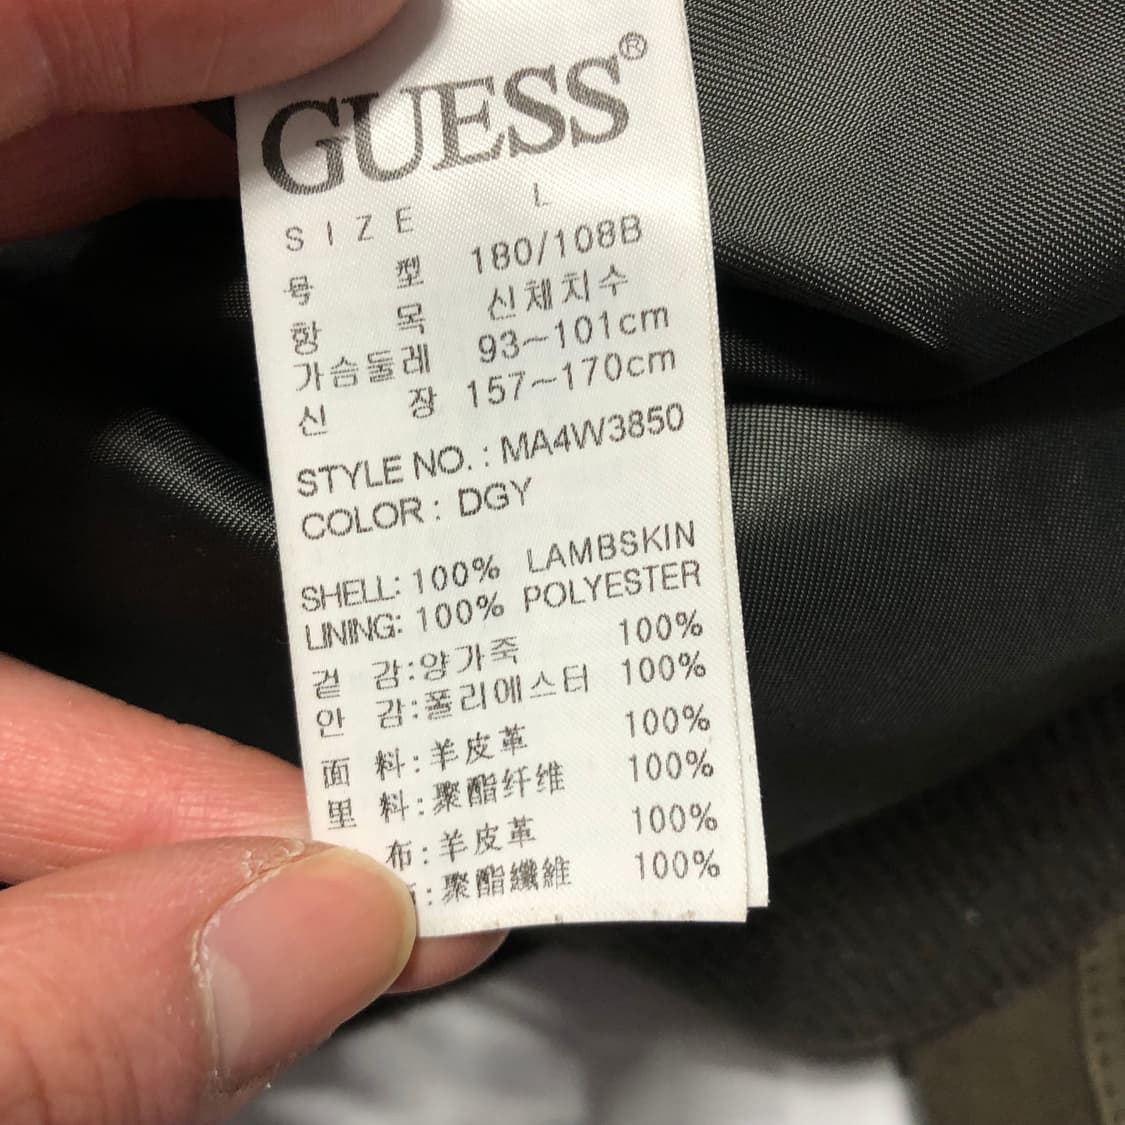 GUESS®
SIZE L
号 型 180/108B
항 목 신체치수
가슴둘레 93~101cm
신 장 157~170cm
STYLE NO. : MA4W3850
COLOR : DGY
SHELL: 100% LAMBSKIN
LINING: 100% POLYESTER
겉 감:양가죽 100%
안 감:폴리에스터 100%
面 料:羊皮革 100%
里 料:聚酯纤维 100%
布:羊皮革 100%
:聚酯纖維 100%